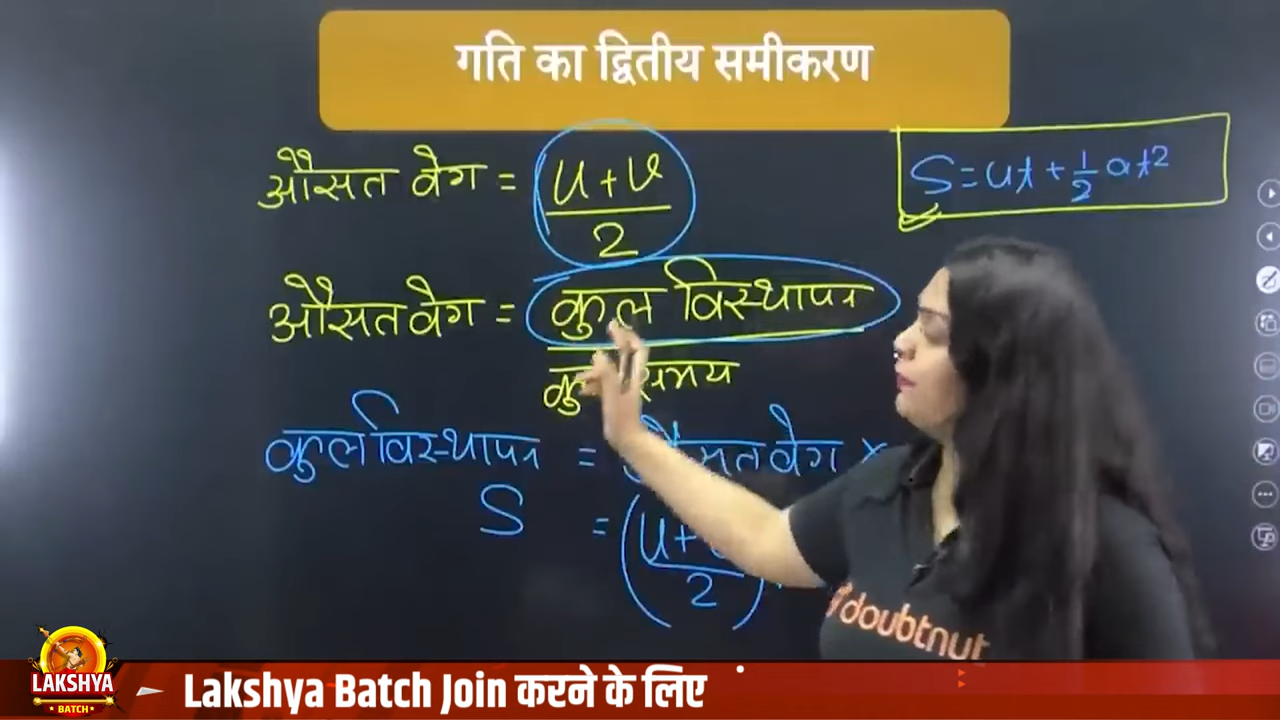 गति का द्वितीय समीकरण
औसत वेग = u + v
2
S = ut + 1/2 at²
औसत वेग = कुल विस्थापन
समय
कुल विस्थापन = औसत वेग ×
S = (u+
2)
doubtnut
LAKSHYA
BATCH
Lakshya Batch Join करने के लिए